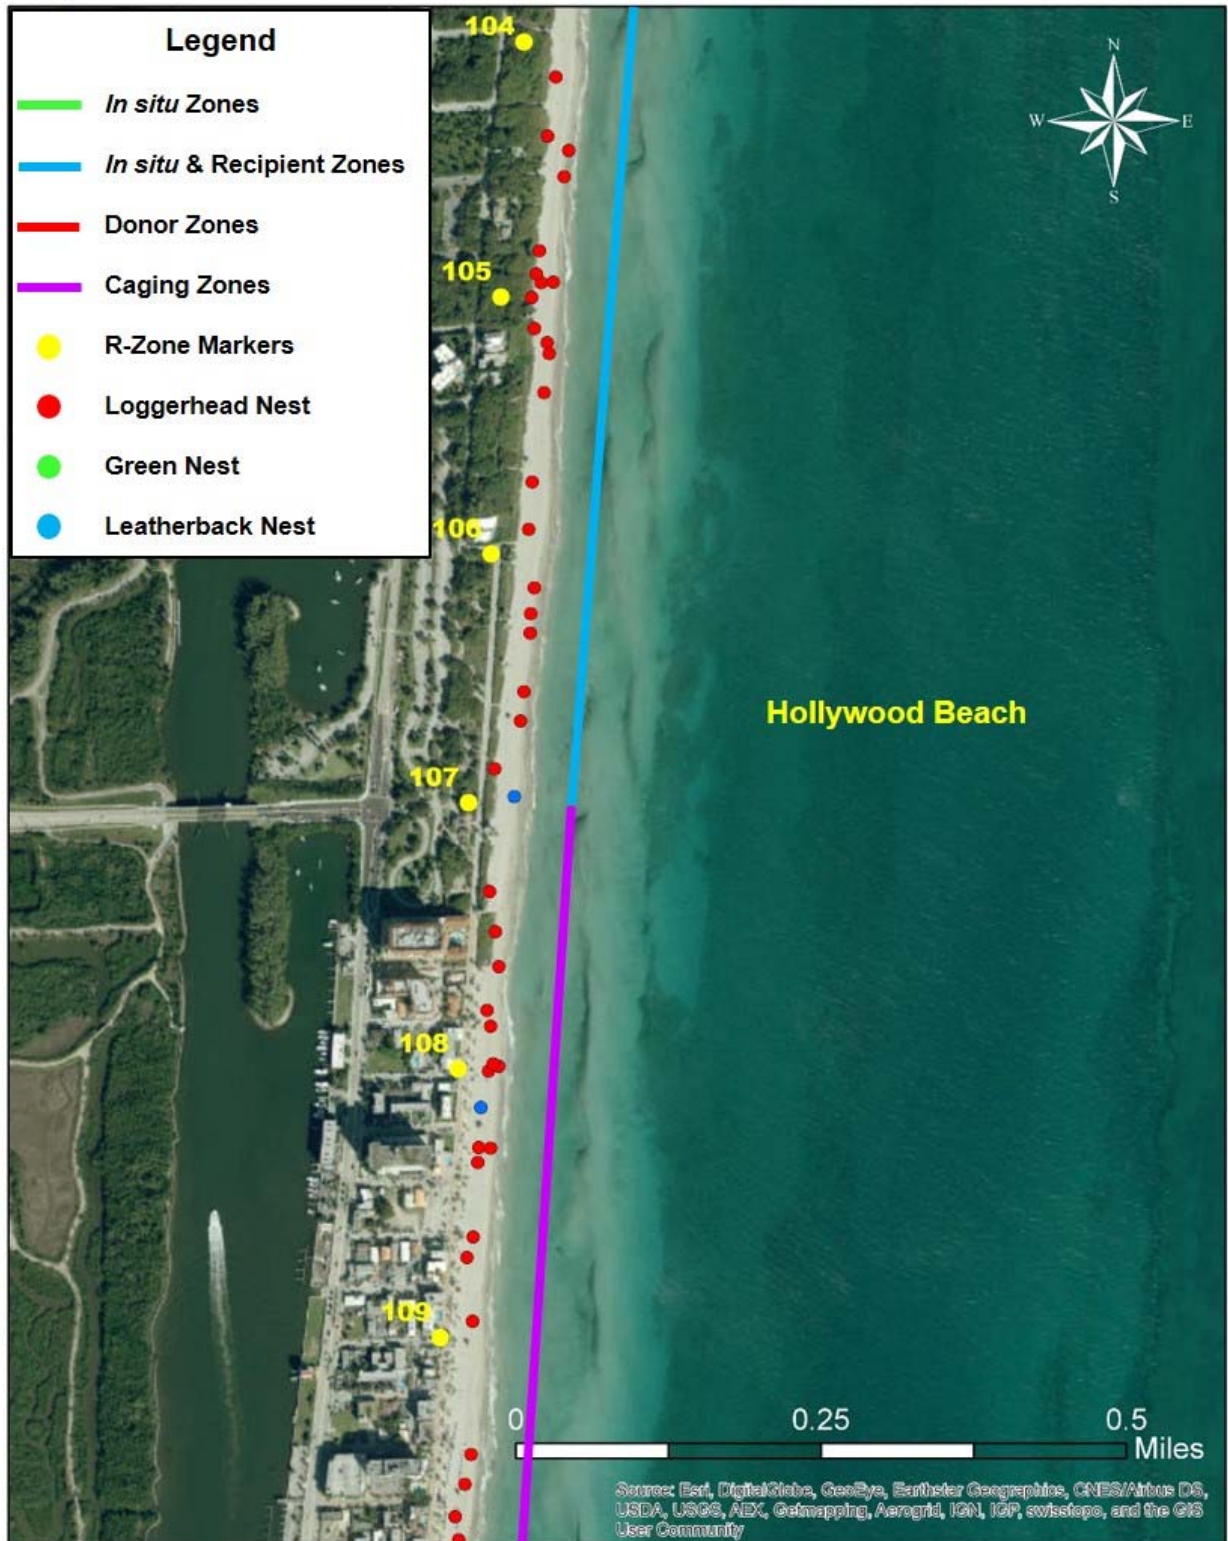 Legend
In situ Zones
In situ & Recipient Zones
Donor Zones
Caging Zones
R-Zone Markers
Loggerhead Nest
Green Nest
Leatherback Nest
104
N
W E
S
105
106
Hollywood Beach
107
108
109
0 0.25 0.5
Miles
Source: Esri, DigitalGlobe, GeoEye, Earthstar Geographics, CNES/Airbus DS,
USDA, USGS, AEX, Getmapping, Aerogrid, IGN, IGP, swisstopo, and the GIS
User Community